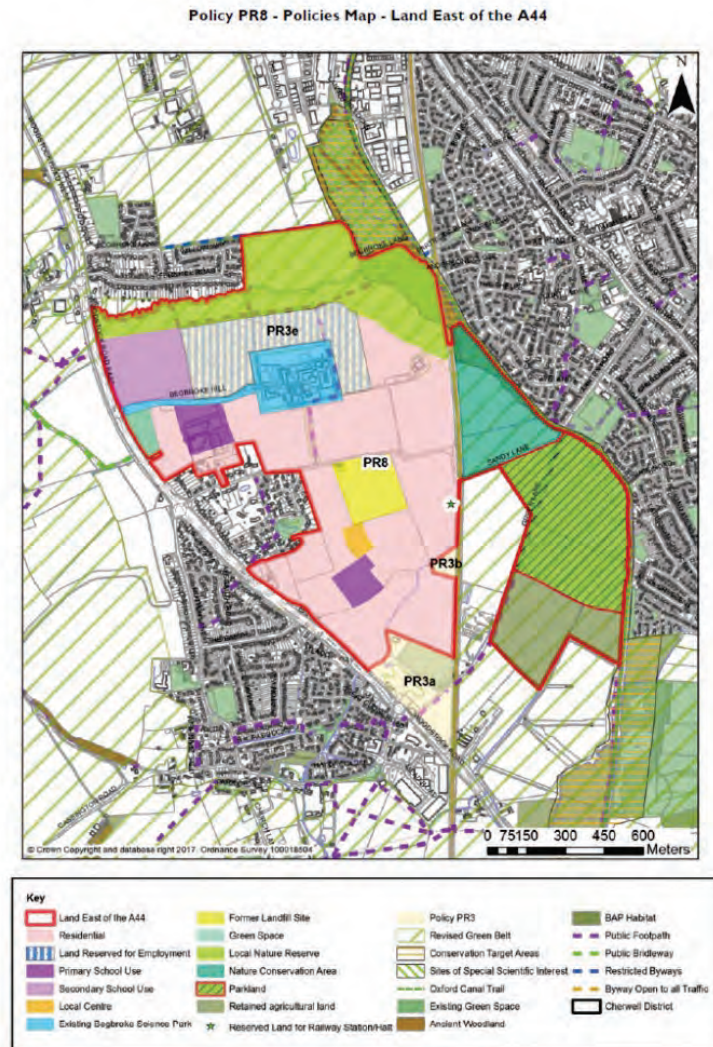 Policy PR8 - Policies Map - Land East of the A44
N
PR3e
BEGBROKE HILL
PR8
SANDY LANE
PR3b
PR3a
© Crown Copyright and database right 2017. Ordnance Survey 100018504
0 75150 300 450 600
Meters
Key
Land East of the A44
Residential
Land Reserved for Employment
Primary School Use
Secondary School Use
Local Centre
Existing Begbroke Science Park
Former Landfill Site
Green Space
Local Nature Reserve
Nature Conservation Area
Parkland
Retained agricultural land
Reserved Land for Railway Station/Halt
Policy PR3
Revised Green Belt
Conservation Target Areas
Sites of Special Scientific Interest
Oxford Canal Trail
Existing Green Space
Ancient Woodland
BAP Habitat
Public Footpath
Public Bridleway
Restricted Byways
Byway Open to all Traffic
Cherwell District